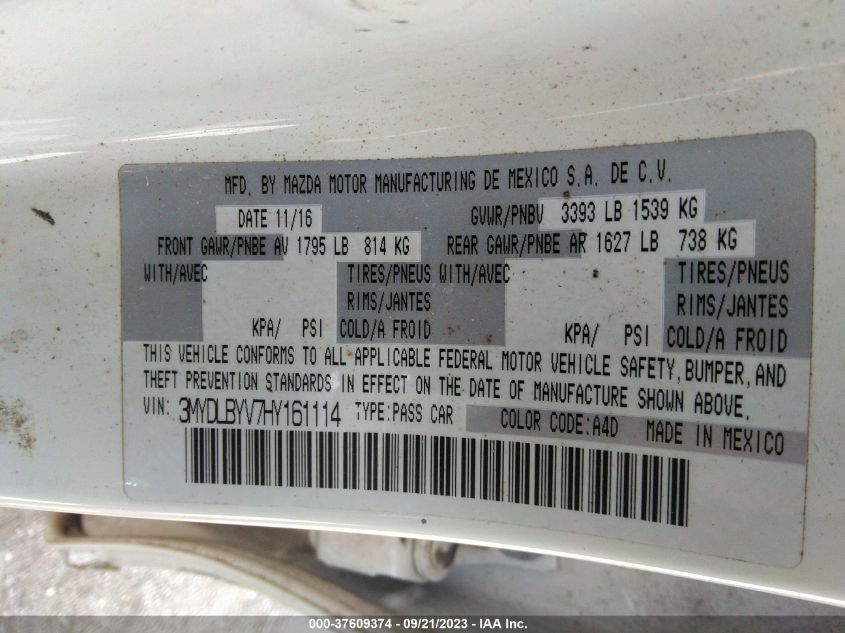 MFD. BY MAZDA MOTOR MANUFACTURING DE MEXICO S.A. DE C.V.
DATE 11/16 GVWR/PNBV 3393 LB 1539 KG
FRONT GAWR/PNBE AV 1795 LB 814 KG REAR GAWR/PNBE AR 1627 LB 738 KG
WITH/AVEC TIRES/PNEUS WITH/AVEC TIRES/PNEUS
RIMS/JANTES RIMS/JANTES
KPA/ PSI COLD/A FROID KPA/ PSI COLD/A FROID
THIS VEHICLE CONFORMS TO ALL APPLICABLE FEDERAL MOTOR VEHICLE SAFETY, BUMPER, AND
THEFT PREVENTION STANDARDS IN EFFECT ON THE DATE OF MANUFACTURE SHOWN ABOVE.
VIN: 3MYDLBYV7HY161114 TYPE:PASS CAR COLOR CODE:A4D MADE IN MEXICO
000-37609374 - 09/21/2023 - IAA Inc.